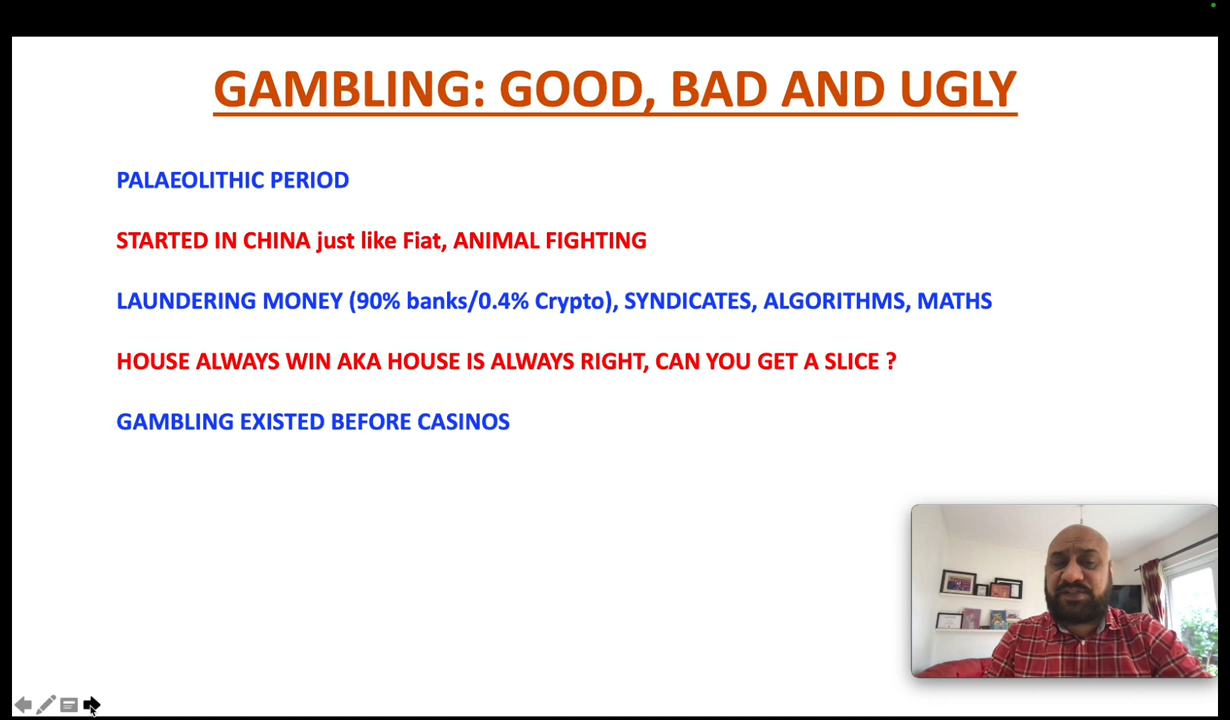 GAMBLING: GOOD, BAD AND UGLY
PALAEOLITHIC PERIOD
STARTED IN CHINA just like Fiat, ANIMAL FIGHTING
LAUNDERING MONEY (90% banks/0.4% Crypto), SYNDICATES, ALGORITHMS, MATHS
HOUSE ALWAYS WIN AKA HOUSE IS ALWAYS RIGHT, CAN YOU GET A SLICE ?
GAMBLING EXISTED BEFORE CASINOS